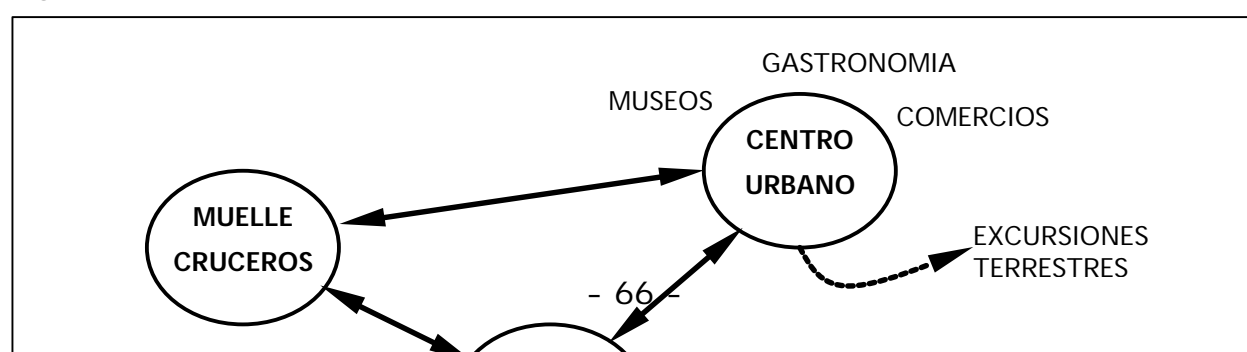 GASTRONOMIA
MUSEOS
COMERCIOS
CENTRO
URBANO
MUELLE
CRUCEROS
EXCURSIONES
TERRESTRES
- 66 -